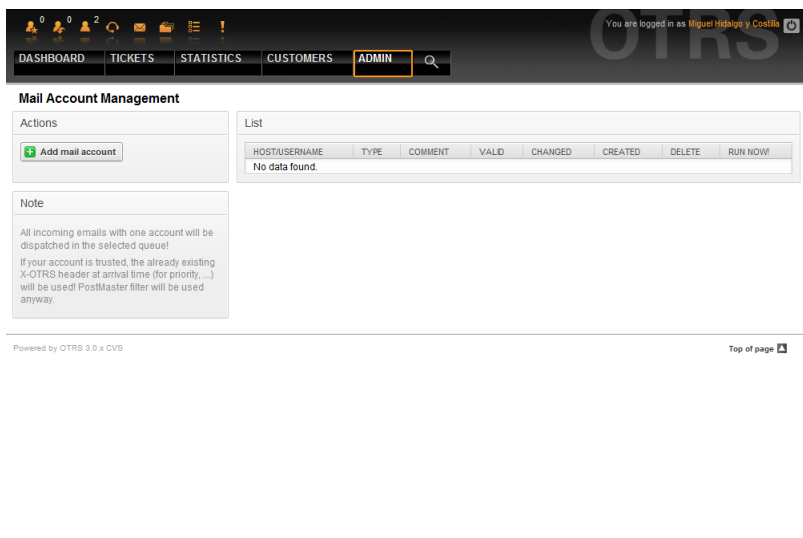 0 0 2
You are logged in as Miguel Hidalgo y Costilla
OTRS
DASHBOARD TICKETS STATISTICS CUSTOMERS ADMIN
Mail Account Management
Actions
Add mail account
List
HOST/USERNAME TYPE COMMENT VALID CHANGED CREATED DELETE RUN NOW!
No data found.
Note
All incoming emails with one account will be
dispatched in the selected queue!
If your account is trusted, the already existing
X-OTRS header at arrival time (for priority, ...)
will be used! PostMaster filter will be used
anyway.
Powered by OTRS 3.0.x CVS
Top of page